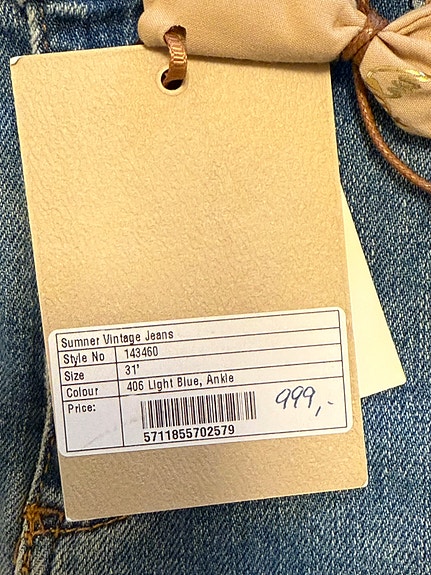 Sumner Vintage Jeans
Style No 143460
Size 31'
Colour 406 Light Blue, Ankle
Price: 999,-
5711855702579